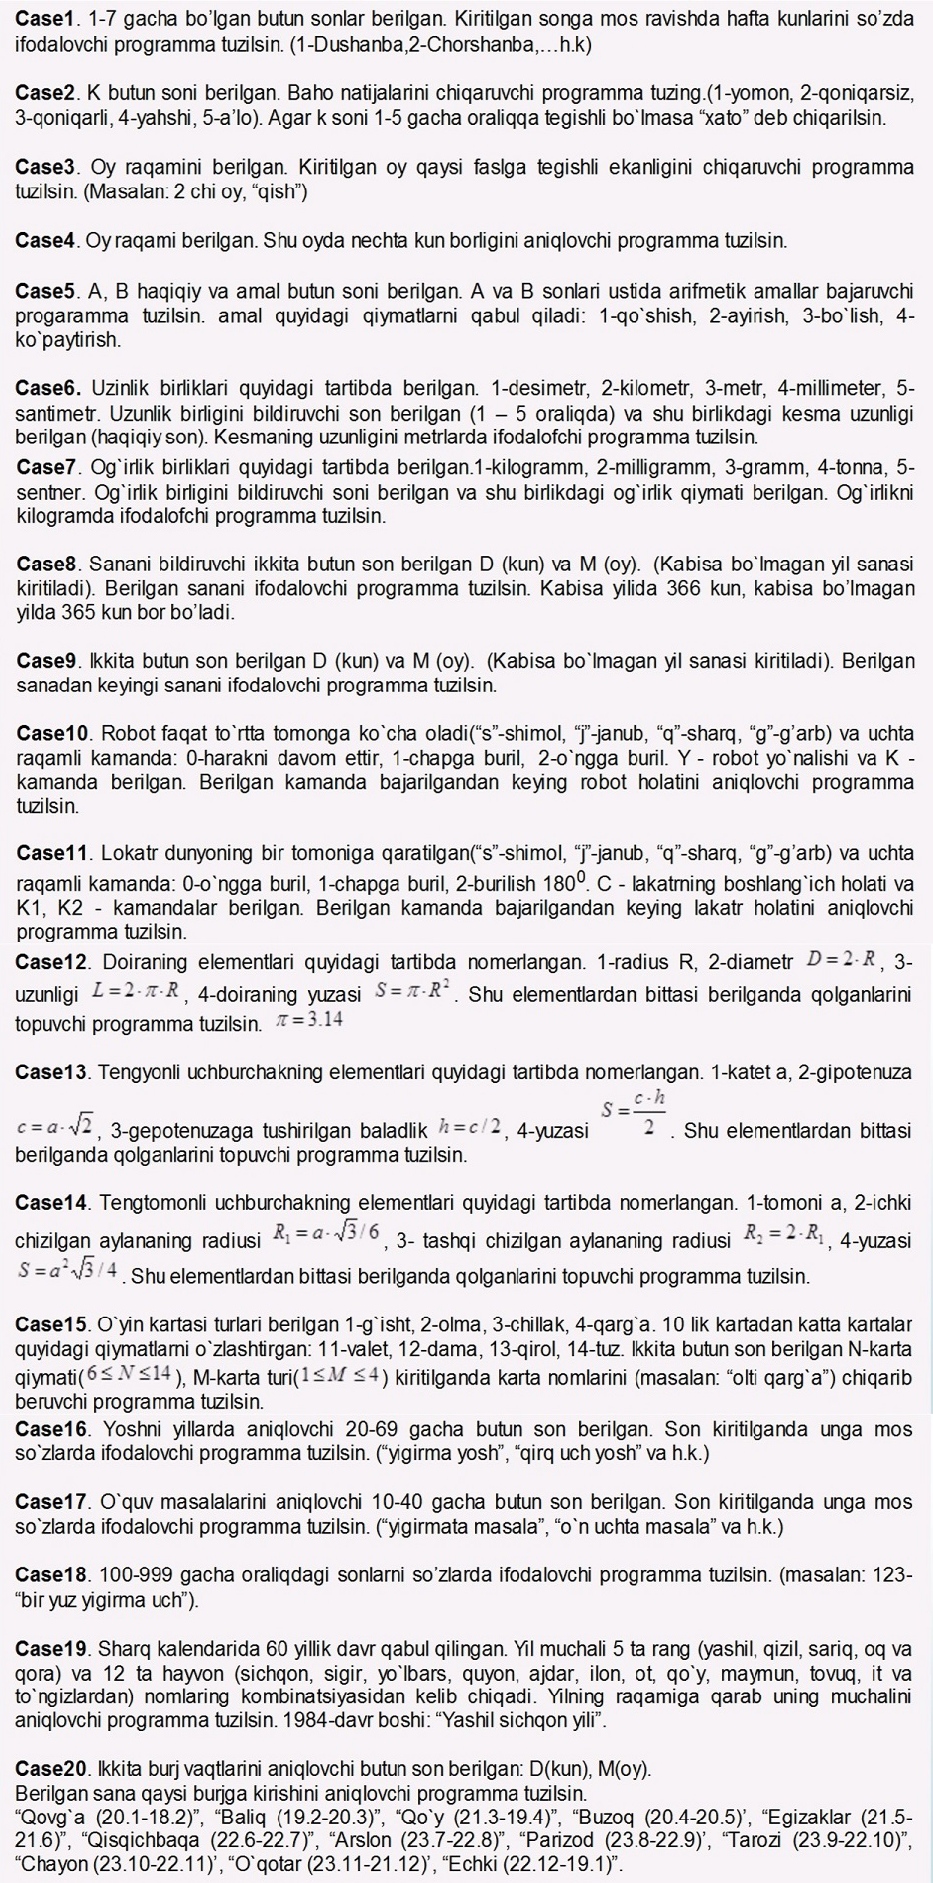 Case1. 1-7 gacha bo’lgan butun sonlar berilgan. Kiritilgan songa mos ravishda hafta kunlarini so’zda
ifodalovchi programma tuzilsin. (1-Dushanba,2-Chorshanba,…h.k)
Case2. K butun soni berilgan. Baho natijalarini chiqaruvchi programma tuzing.(1-yomon, 2-qoniqarsiz,
3-qoniqarli, 4-yahshi, 5-a’lo). Agar k soni 1-5 gacha oraliqqa tegishli bo`lmasa “xato” deb chiqarilsin.
Case3. Oy raqamini berilgan. Kiritilgan oy qaysi faslga tegishli ekanligini chiqaruvchi programma
tuzilsin. (Masalan: 2 chi oy, “qish”)
Case4. Oy raqami berilgan. Shu oyda nechta kun borligini aniqlovchi programma tuzilsin.
Case5. A, B haqiqiy va amal butun soni berilgan. A va B sonlari ustida arifmetik amallar bajaruvchi
progaramma tuzilsin. amal quyidagi qiymatlarni qabul qiladi: 1-qo`shish, 2-ayirish, 3-bo`lish, 4-
ko`paytirish.
Case6. Uzinlik birliklari quyidagi tartibda berilgan. 1-desimetr, 2-kilometr, 3-metr, 4-millimeter, 5-
santimetr. Uzunlik birligini bildiruvchi son berilgan (1 – 5 oraliqda) va shu birlikdagi kesma uzunligi
berilgan (haqiqiy son). Kesmaning uzunligini metrlarda ifodalofchi programma tuzilsin.
Case7. Og`irlik birliklari quyidagi tartibda berilgan.1-kilogramm, 2-milligramm, 3-gramm, 4-tonna, 5-
sentner. Og`irlik birligini bildiruvchi soni berilgan va shu birlikdagi og`irlik qiymati berilgan. Og`irlikni
kilogramda ifodalofchi programma tuzilsin.
Case8. Sanani bildiruvchi ikkita butun son berilgan D (kun) va M (oy). (Kabisa bo`lmagan yil sanasi
kiritiladi). Berilgan sanani ifodalovchi programma tuzilsin. Kabisa yilida 366 kun, kabisa bo’lmagan
yilda 365 kun bor bo’ladi.
Case9. Ikkita butun son berilgan D (kun) va M (oy). (Kabisa bo`lmagan yil sanasi kiritiladi). Berilgan
sanadan keyingi sanani ifodalovchi programma tuzilsin.
Case10. Robot faqat to`rtta tomonga ko`cha oladi(“s”-shimol, “j”-janub, “q”-sharq, “g”-g’arb) va uchta
raqamli kamanda: 0-harakni davom ettir, 1-chapga buril, 2-o`ngga buril. Y - robot yo`nalishi va K -
kamanda berilgan. Berilgan kamanda bajarilgandan keying robot holatini aniqlovchi programma
tuzilsin.
Case11. Lokatr dunyoning bir tomoniga qaratilgan(“s”-shimol, “j”-janub, “q”-sharq, “g”-g’arb) va uchta
raqamli kamanda: 0-o`ngga buril, 1-chapga buril, 2-burilish 180⁰. C - lakatrning boshlang`ich holati va
K1, K2 - kamandalar berilgan. Berilgan kamanda bajarilgandan keying lakatr holatini aniqlovchi
programma tuzilsin.
Case12. Doiraning elementlari quyidagi tartibda nomerlangan. 1-radius R, 2-diametr D = 2·R, 3-
uzunligi L = 2·π·R, 4-doiraning yuzasi S = π·R². Shu elementlardan bittasi berilganda qolganlarini
topuvchi programma tuzilsin. π = 3.14
Case13. Tengyonli uchburchakning elementlari quyidagi tartibda nomerlangan. 1-katet a, 2-gipotenuza
c = a·√2, 3-gepotenuzaga tushirilgan baladlik h = c/2, 4-yuzasi S = c·h/2. Shu elementlardan bittasi
berilganda qolganlarini topuvchi programma tuzilsin.
Case14. Tengtomonli uchburchakning elementlari quyidagi tartibda nomerlangan. 1-tomoni a, 2-ichki
chizilgan aylananing radiusi R₁ = a·√3/6, 3- tashqi chizilgan aylananing radiusi R₂ = 2·R₁, 4-yuzasi
S = a²√3/4. Shu elementlardan bittasi berilganda qolganlarini topuvchi programma tuzilsin.
Case15. O`yin kartasi turlari berilgan 1-g`isht, 2-olma, 3-chillak, 4-qarg`a. 10 lik kartadan katta kartalar
quyidagi qiymatlarni o`zlashtirgan: 11-valet, 12-dama, 13-qirol, 14-tuz. Ikkita butun son berilgan N-karta
qiymati(6 ≤ N ≤ 14), M-karta turi(1 ≤ M ≤ 4) kiritilganda karta nomlarini (masalan: “olti qarg`a”) chiqarib
beruvchi programma tuzilsin.
Case16. Yoshni yillarda aniqlovchi 20-69 gacha butun son berilgan. Son kiritilganda unga mos
so`zlarda ifodalovchi programma tuzilsin. (“yigirma yosh”, “qirq uch yosh” va h.k.)
Case17. O`quv masalalarini aniqlovchi 10-40 gacha butun son berilgan. Son kiritilganda unga mos
so`zlarda ifodalovchi programma tuzilsin. (“yigirmata masala”, “o`n uchta masala” va h.k.)
Case18. 100-999 gacha oraliqdagi sonlarni so’zlarda ifodalovchi programma tuzilsin. (masalan: 123-
“bir yuz yigirma uch”).
Case19. Sharq kalendarida 60 yillik davr qabul qilingan. Yil muchali 5 ta rang (yashil, qizil, sariq, oq va
qora) va 12 ta hayvon (sichqon, sigir, yo`lbars, quyon, ajdar, ilon, ot, qo`y, maymun, tovuq, it va
to`ngizlardan) nomlaring kombinatsiyasidan kelib chiqadi. Yilning raqamiga qarab uning muchalini
aniqlovchi programma tuzilsin. 1984-davr boshi: “Yashil sichqon yili”.
Case20. Ikkita burj vaqtlarini aniqlovchi butun son berilgan: D(kun), M(oy).
Berilgan sana qaysi burjga kirishini aniqlovchi programma tuzilsin.
“Qovg`a (20.1-18.2)”, “Baliq (19.2-20.3)”, “Qo`y (21.3-19.4)”, “Buzoq (20.4-20.5)’, “Egizaklar (21.5-
21.6)”, “Qisqichbaqa (22.6-22.7)”, “Arslon (23.7-22.8)”, “Parizod (23.8-22.9)’, “Tarozi (23.9-22.10)”,
“Chayon (23.10-22.11)’, “O`qotar (23.11-21.12)’, “Echki (22.12-19.1)”.